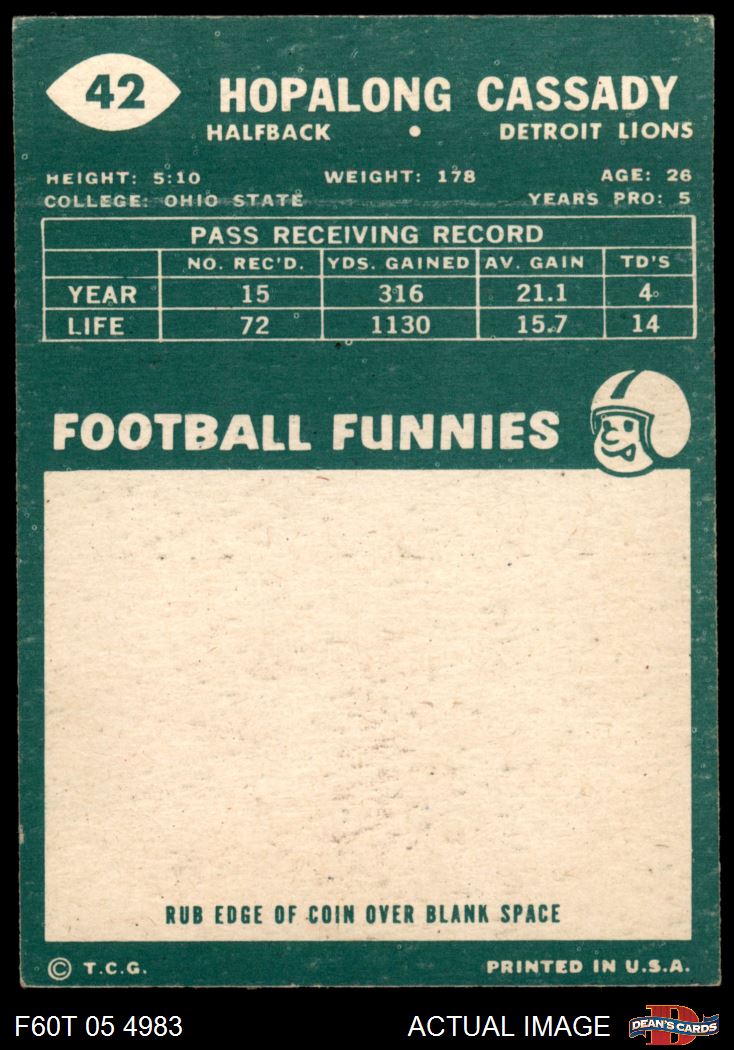 42
HOPALONG CASSADY
HALFBACK • DETROIT LIONS
HEIGHT: 5:10 WEIGHT: 178 AGE: 26
COLLEGE: OHIO STATE YEARS PRO: 5
PASS RECEIVING RECORD
NO. REC'D. YDS. GAINED AV. GAIN TD'S
YEAR 15 316 21.1 4
LIFE 72 1130 15.7 14
FOOTBALL FUNNIES
RUB EDGE OF COIN OVER BLANK SPACE
© T.C.G. PRINTED IN U.S.A.
F60T 05 4983 ACTUAL IMAGE D DEAN'S CARDS